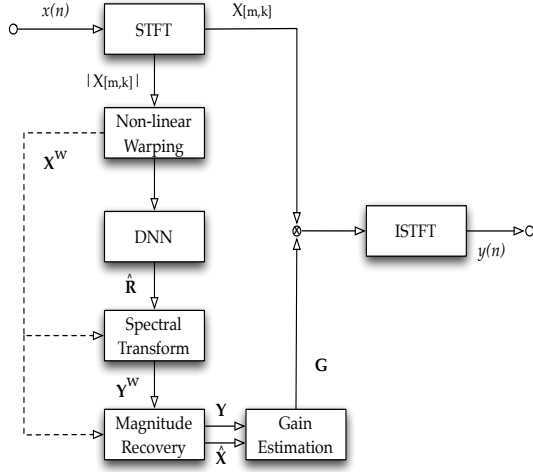 x(n)
STFT
X[m,k]
|X[m,k]|
Non-linear
Warping
X^W
DNN
ISTFT
y(n)
R̂
Spectral
Transform
Y^W
G
Magnitude
Recovery
Y
X̂
Gain
Estimation